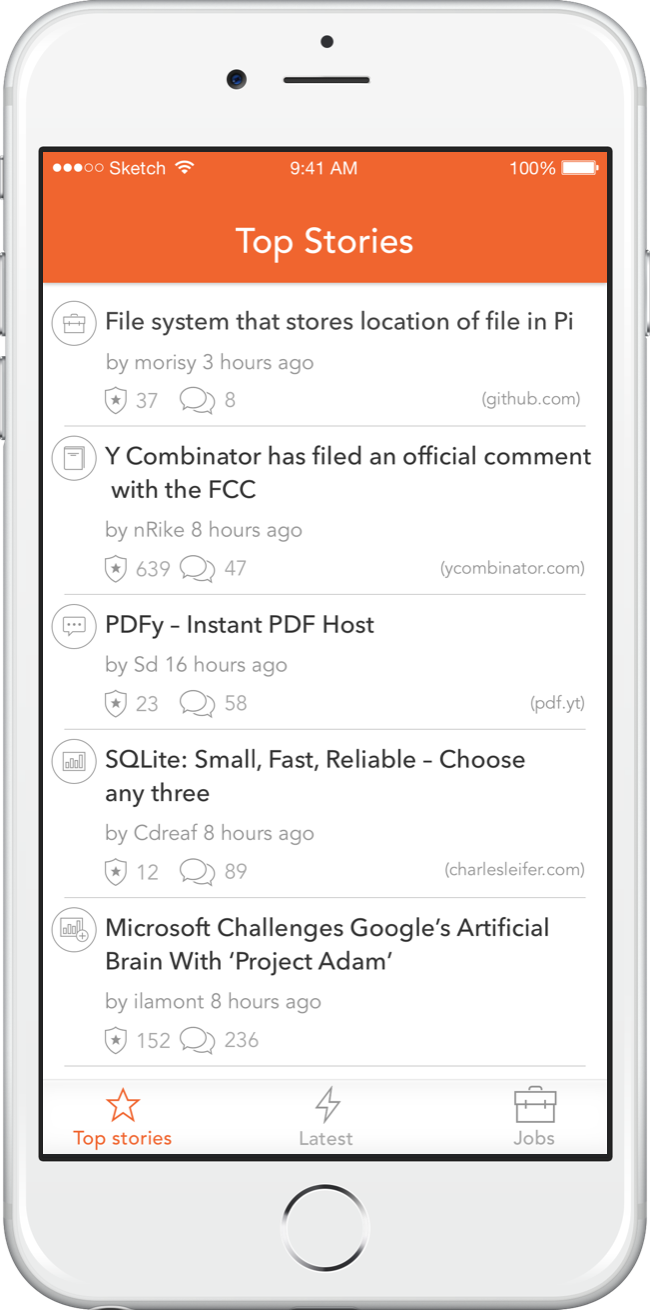 Sketch 9:41 AM 100%
Top Stories
File system that stores location of file in Pi
by morisy 3 hours ago
37 8 (github.com)
Y Combinator has filed an official comment
with the FCC
by nRike 8 hours ago
639 47 (ycombinator.com)
PDFy – Instant PDF Host
by Sd 16 hours ago
23 58 (pdf.yt)
SQLite: Small, Fast, Reliable – Choose
any three
by Cdreaf 8 hours ago
12 89 (charlesleifer.com)
Microsoft Challenges Google’s Artificial
Brain With ‘Project Adam’
by ilamont 8 hours ago
152 236
Top stories Latest Jobs